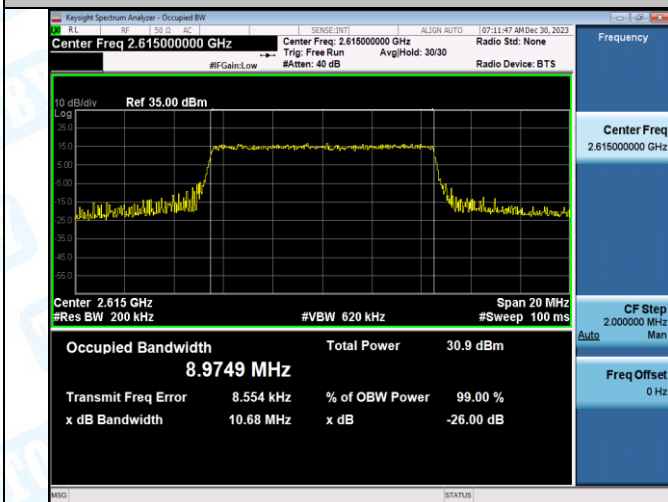 Keysight Spectrum Analyzer - Occupied BW
RL RF 50 Ω AC SENSE:INT ALIGN AUTO 07:11:47 AM Dec 30, 2023
Center Freq 2.615000000 GHz
Center Freq: 2.615000000 GHz
Radio Std: None
Trig: Free Run Avg|Hold: 30/30
#IFGain:Low #Atten: 40 dB Radio Device: BTS
Frequency
10 dB/div Ref 35.00 dBm
Log
25.0
15.0
5.00
-5.00
-15.0
-25.0
-35.0
-45.0
-55.0
Center 2.615 GHz Span 20 MHz
#Res BW 200 kHz #VBW 620 kHz #Sweep 100 ms
Occupied Bandwidth Total Power 30.9 dBm
8.9749 MHz
Transmit Freq Error 8.554 kHz % of OBW Power 99.00 %
x dB Bandwidth 10.68 MHz x dB -26.00 dB
Center Freq
2.615000000 GHz
CF Step
2.000000 MHz
Auto Man
Freq Offset
0 Hz
MSG STATUS